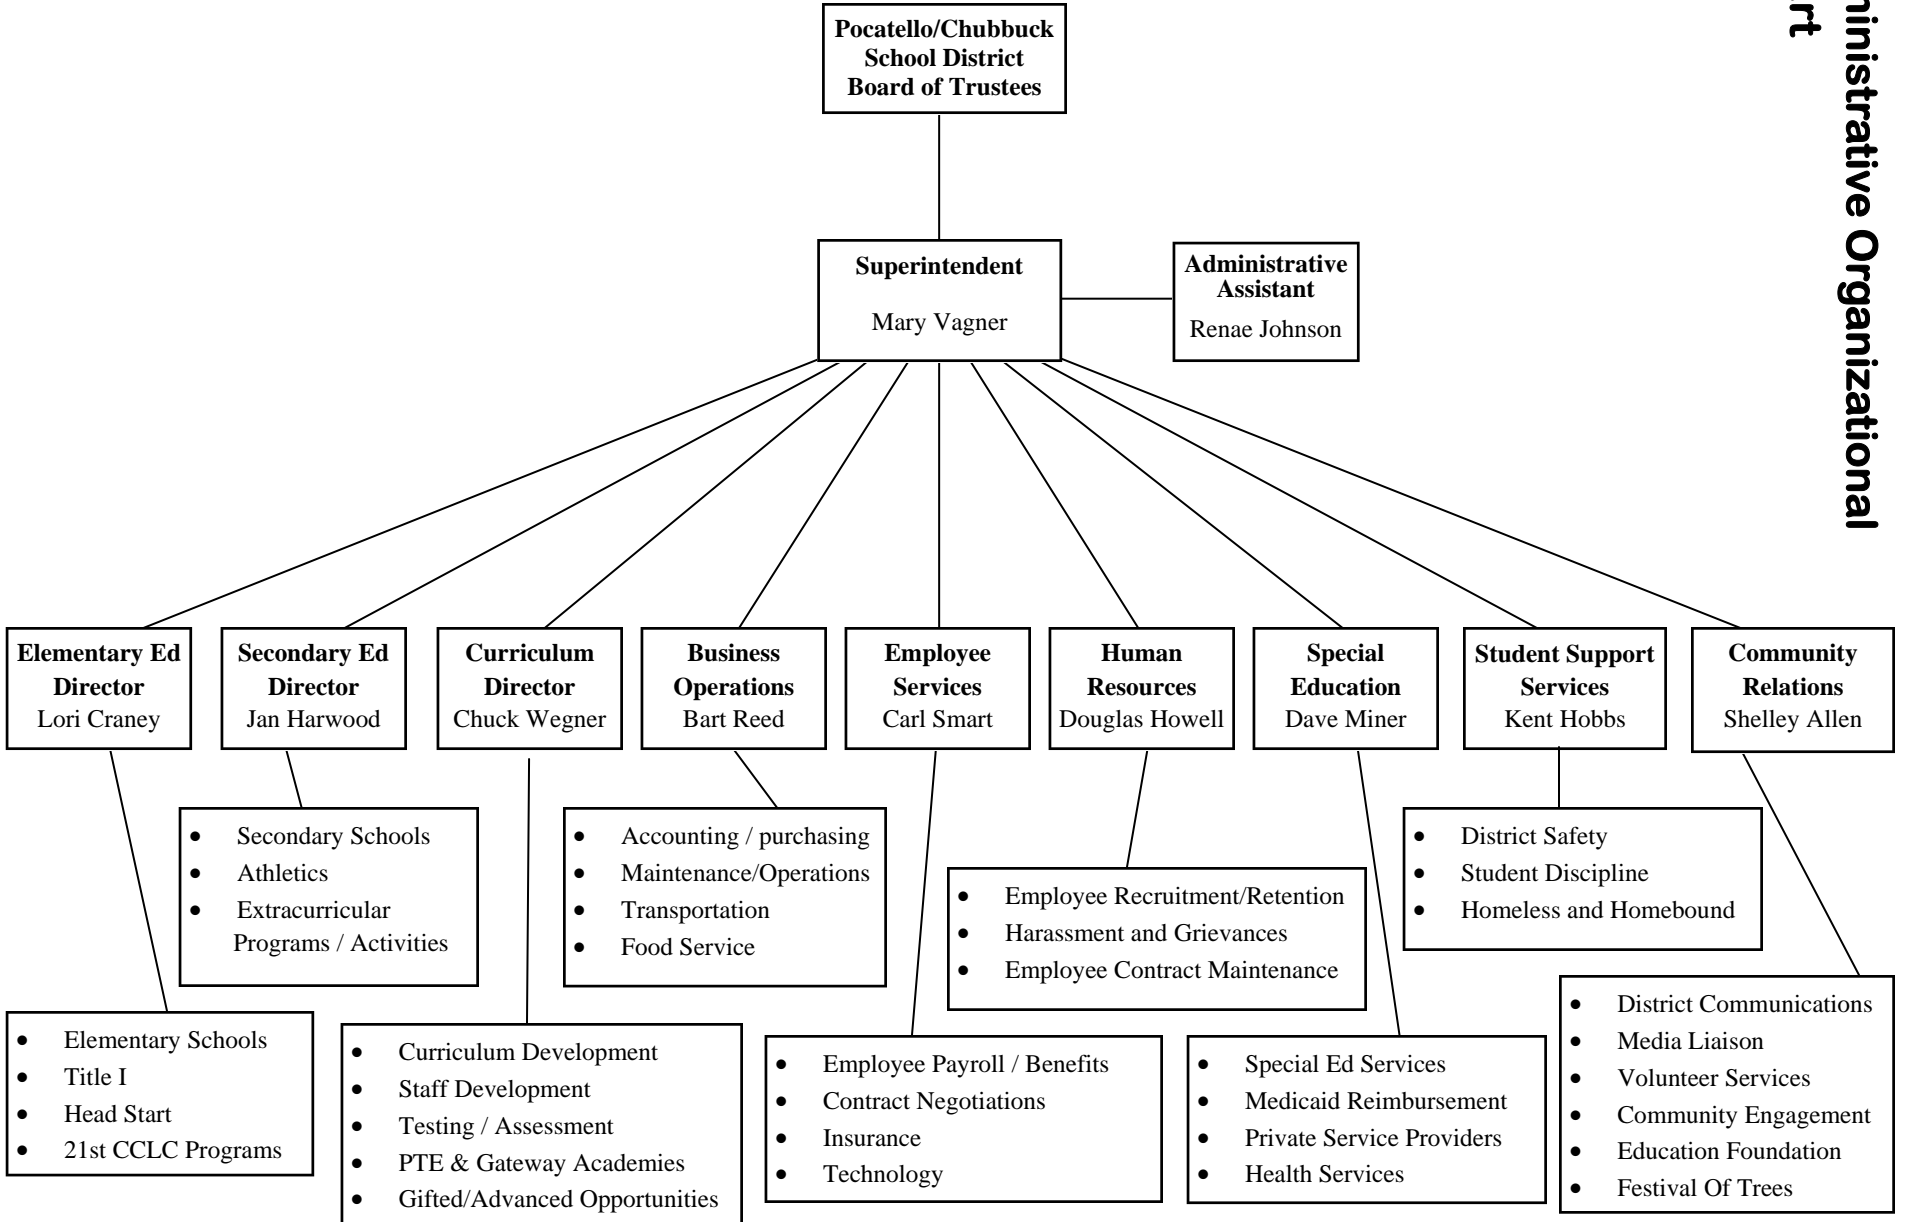 Pocatello/Chubbuck
School District
Board of Trustees
Superintendent
Mary Vagner
Administrative
Assistant
Renae Johnson
Organizational
Elementary Ed
Director
Lori Craney
Secondary Ed
Director
Jan Harwood
Curriculum
Director
Chuck Wegner
Business
Operations
Bart Reed
Employee
Services
Carl Smart
Human
Resources
Douglas Howell
Special
Education
Dave Miner
Student Support
Services
Kent Hobbs
Community
Relations
Shelley Allen
• Secondary Schools
• Athletics
• Extracurricular
Programs / Activities
• Accounting / purchasing
• Maintenance/Operations
• Transportation
• Food Service
• Employee Recruitment/Retention
• Harassment and Grievances
• Employee Contract Maintenance
• District Safety
• Student Discipline
• Homeless and Homebound
• Elementary Schools
• Title I
• Head Start
• 21st CCLC Programs
• Curriculum Development
• Staff Development
• Testing / Assessment
• PTE & Gateway Academies
• Gifted/Advanced Opportunities
• Employee Payroll / Benefits
• Contract Negotiations
• Insurance
• Technology
• Special Ed Services
• Medicaid Reimbursement
• Private Service Providers
• Health Services
• District Communications
• Media Liaison
• Volunteer Services
• Community Engagement
• Education Foundation
• Festival Of Trees